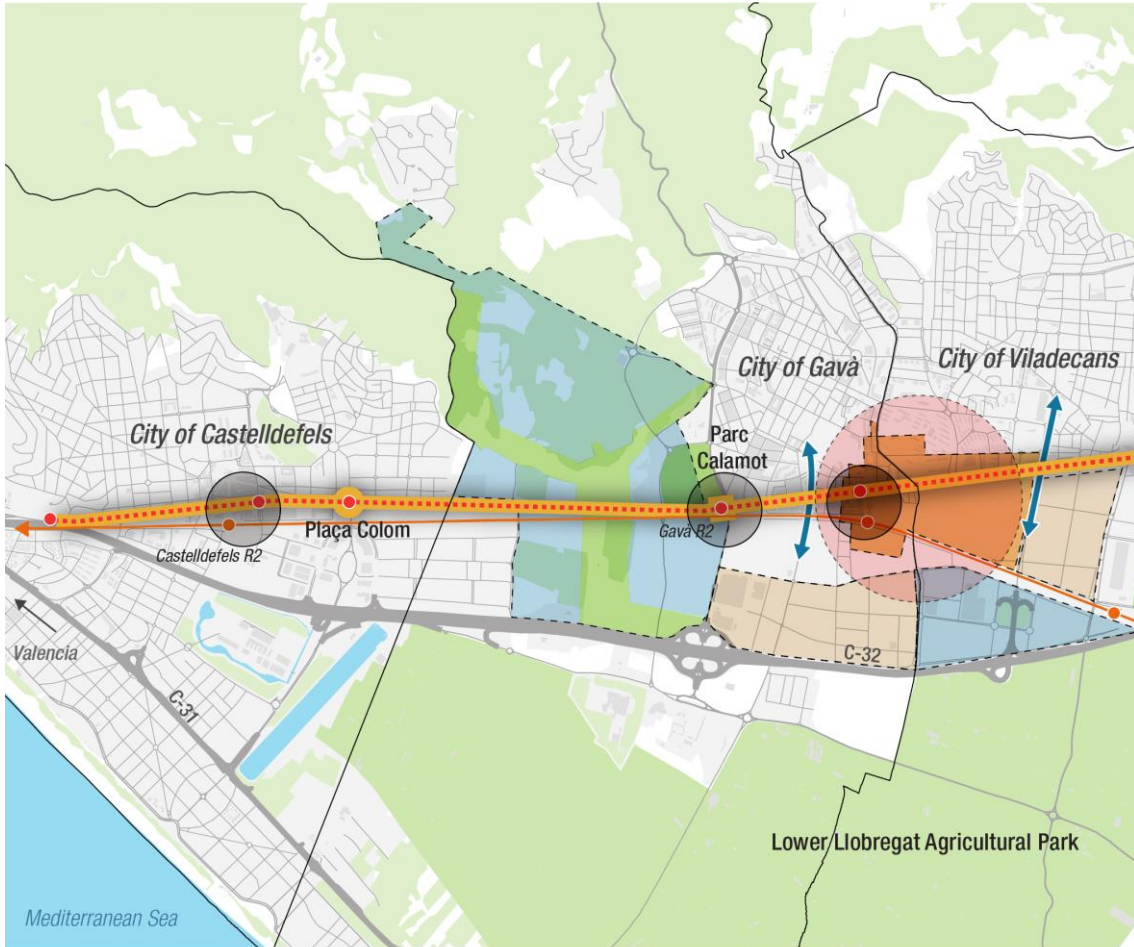 City of Gavà
City of Viladecans
City of Castelldefels
Parc
Calamot
Plaça Colom
Gavà R2
Castelldefels R2
Valencia
C-32
C-31
Lower Llobregat Agricultural Park
Mediterranean Sea